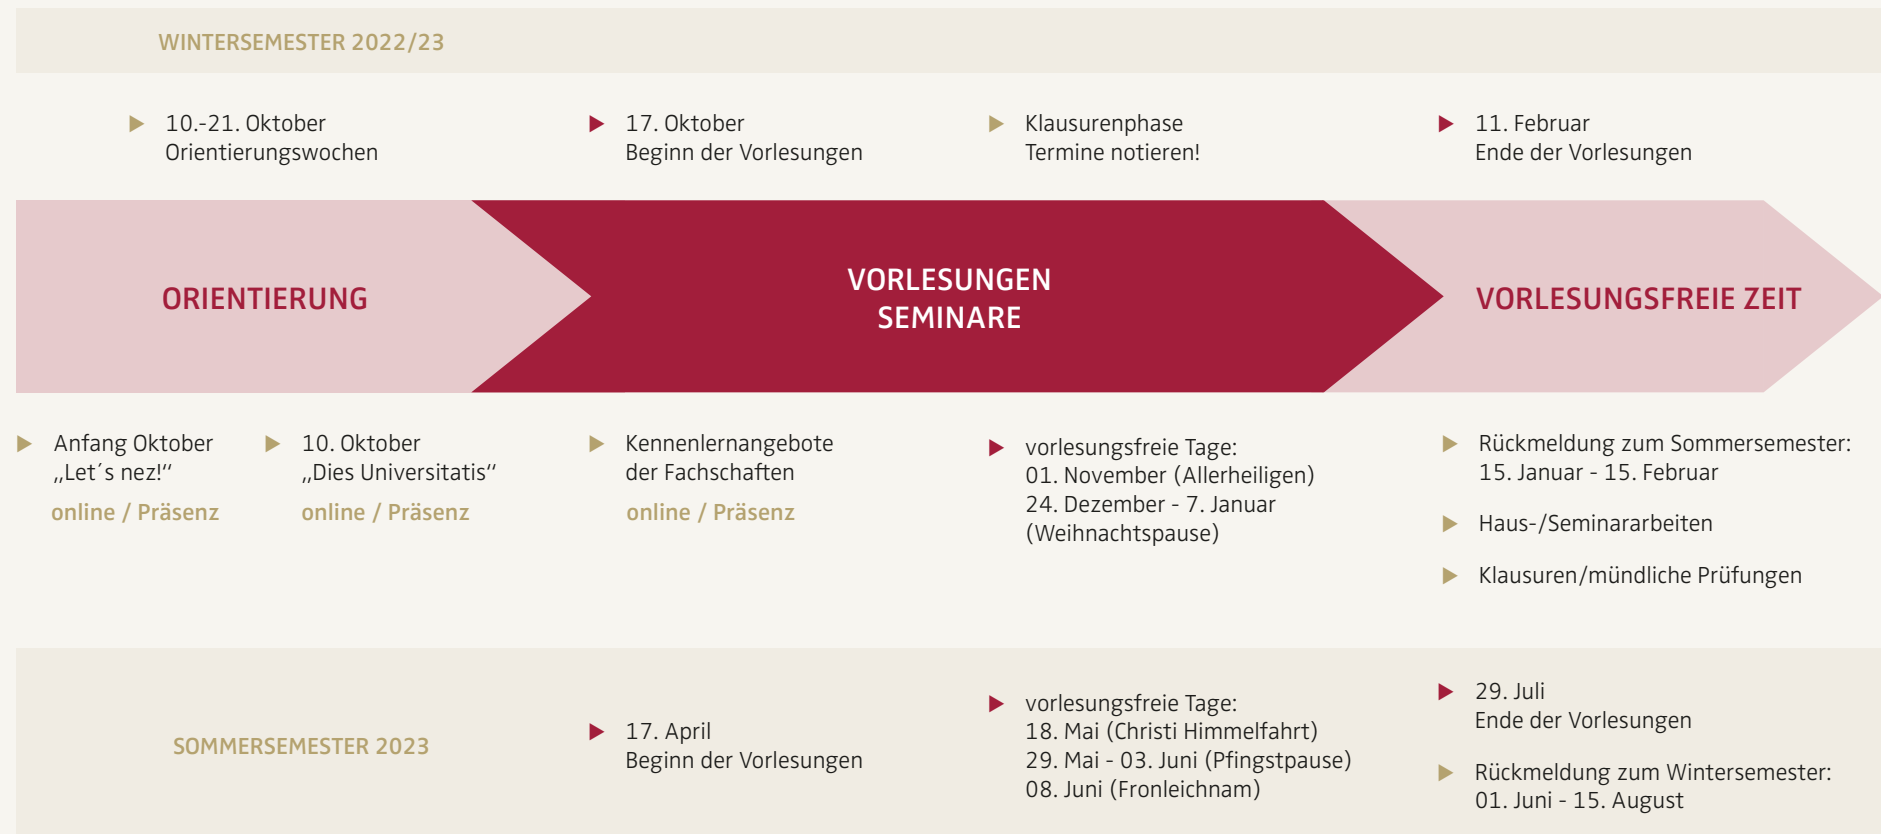 WINTERSEMESTER 2022/23
10.-21. Oktober
Orientierungswochen
17. Oktober
Beginn der Vorlesungen
Klausurenphase
Termine notieren!
11. Februar
Ende der Vorlesungen
ORIENTIERUNG
VORLESUNGEN
SEMINARE
VORLESUNGSFREIE ZEIT
Anfang Oktober
„Let´s nez!“
online / Präsenz
10. Oktober
„Dies Universitatis“
online / Präsenz
Kennenlernangebote
der Fachschaften
online / Präsenz
vorlesungsfreie Tage:
01. November (Allerheiligen)
24. Dezember - 7. Januar
(Weihnachtspause)
Rückmeldung zum Sommersemester:
15. Januar - 15. Februar
Haus-/Seminararbeiten
Klausuren/mündliche Prüfungen
SOMMERSEMESTER 2023
17. April
Beginn der Vorlesungen
vorlesungsfreie Tage:
18. Mai (Christi Himmelfahrt)
29. Mai - 03. Juni (Pfingstpause)
08. Juni (Fronleichnam)
29. Juli
Ende der Vorlesungen
Rückmeldung zum Wintersemester:
01. Juni - 15. August